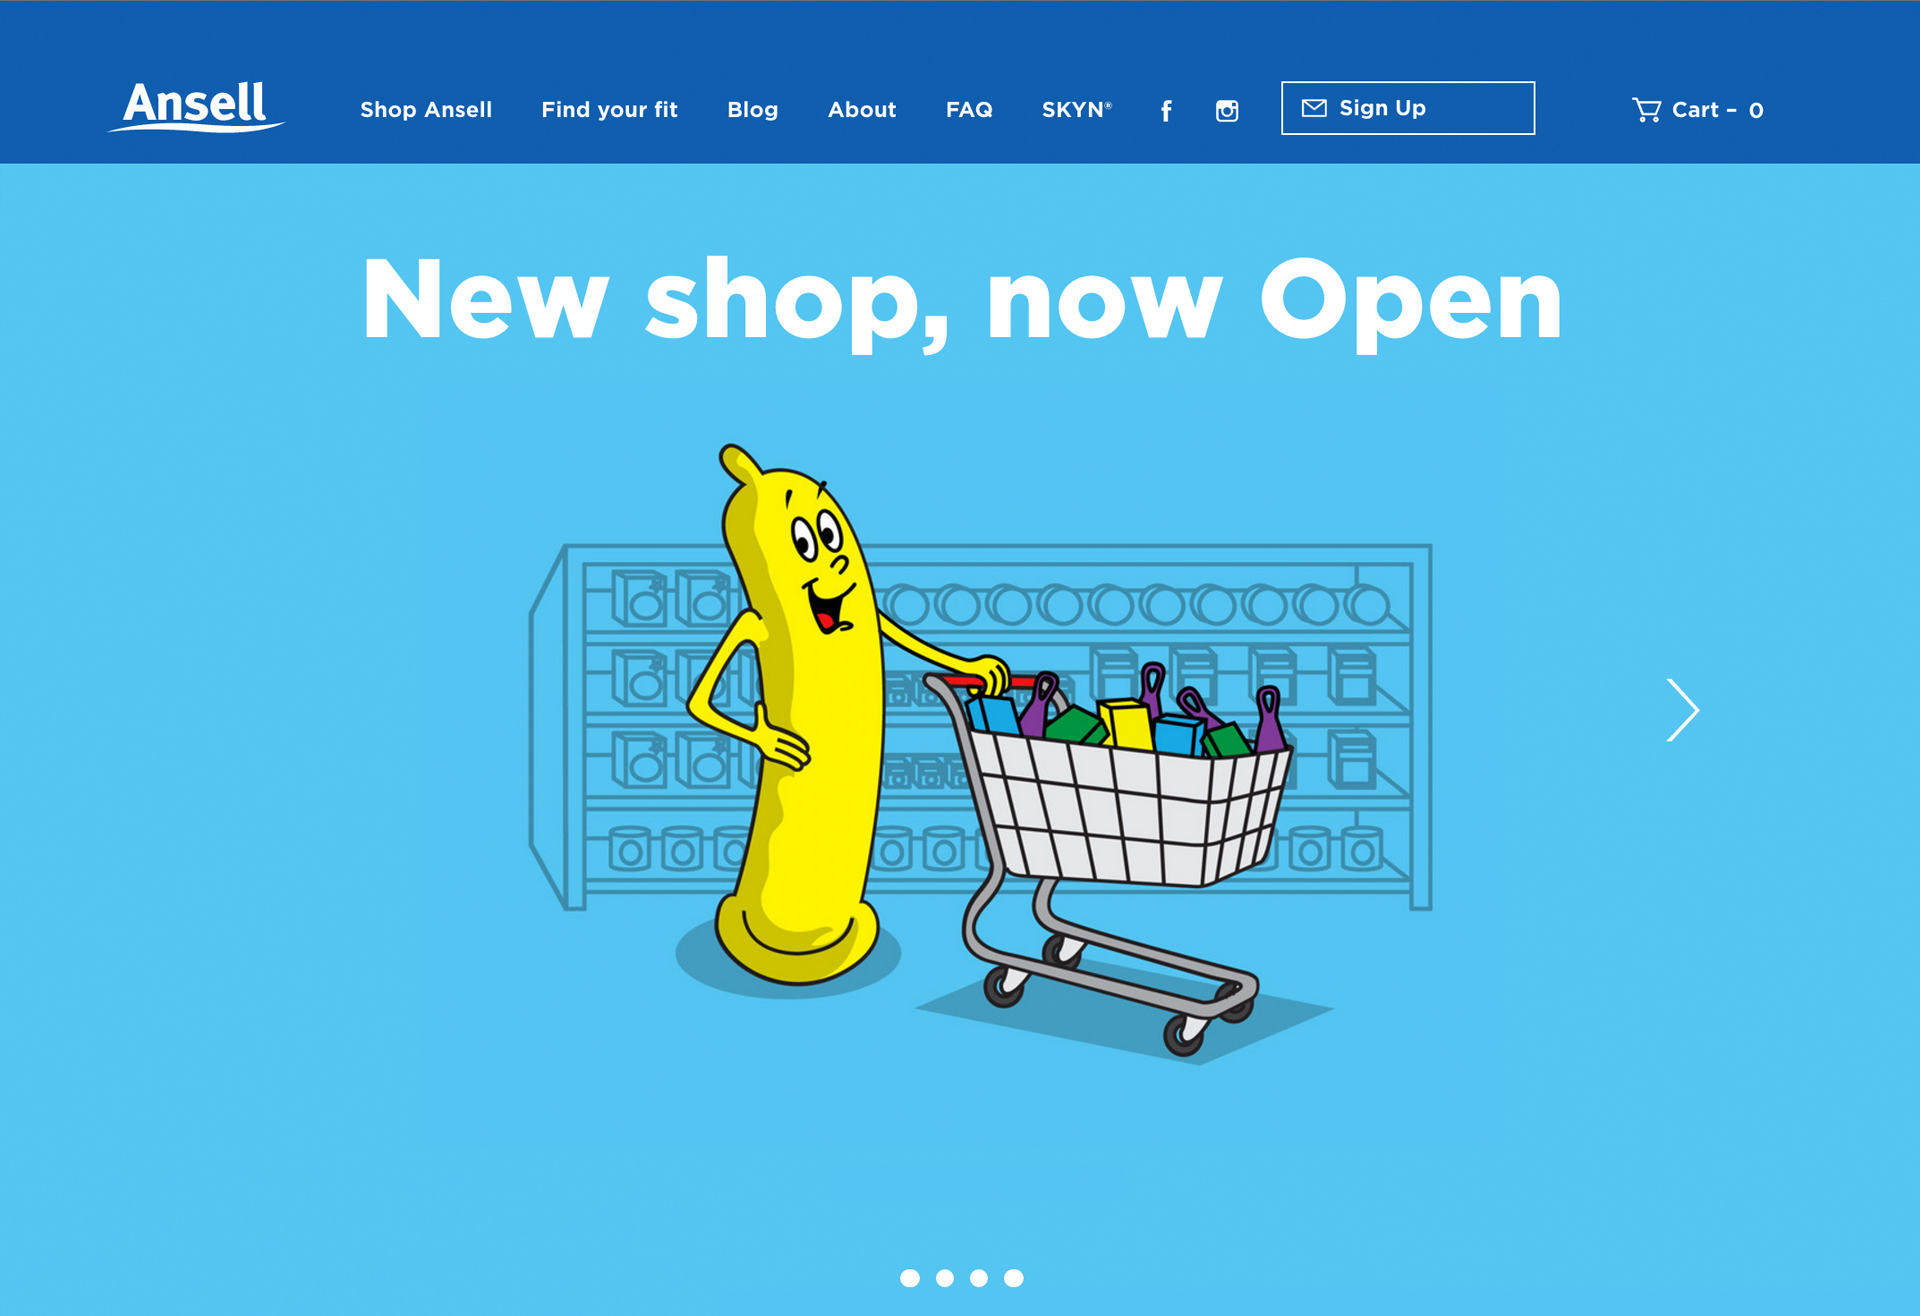 Ansell
Shop Ansell
Find your fit
Blog
About
FAQ
SKYN®
f
Sign Up
Cart – 0
New shop, now Open